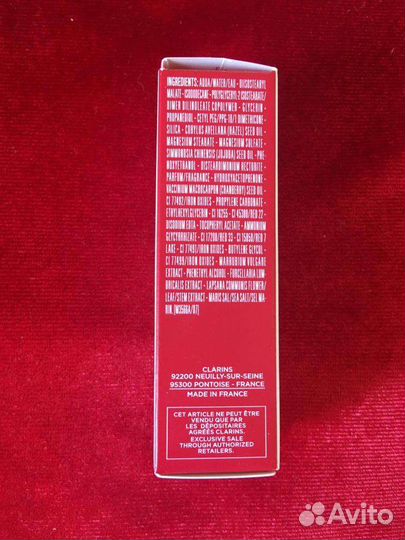 INGREDIENTS: AQUA/WATER/EAU - DIISOSTEARYL
MALATE - ISODODECANE - POLYGLYCERYL-2 ISOSTEARATE/
DIMER DILINOLEATE COPOLYMER - GLYCERIN -
PROPANEDIOL - CETYL PEG/PPG-10/1 DIMETHICONE -
SILICA - CORYLUS AVELLANA (HAZEL) SEED OIL -
MAGNESIUM STEARATE - MAGNESIUM SULFATE -
SIMMONDSIA CHINENSIS (JOJOBA) SEED OIL - PHE-
NOXYETHANOL - DISTEARDIMONIUM HECTORITE -
PARFUM/FRAGRANCE - HYDROXYACETOPHENONE -
VACCINIUM MACROCARPON (CRANBERRY) SEED OIL -
CI 77492/IRON OXIDES - PROPYLENE CARBONATE -
ETHYLHEXYLGLYCERIN - CI 16255 - CI 45380/RED 22 -
DISODIUM EDTA - TOCOPHERYL ACETATE - AMMONIUM
GLYCYRRHIZATE - CI 17200/RED 33 - CI 15850/RED 7
LAKE - CI 77491/IRON OXIDES - BUTYLENE GLYCOL -
CI 77499/IRON OXIDES - MARRUBIUM VULGARE
EXTRACT - PHENETHYL ALCOHOL - FURCELLARIA LUM-
BRICALIS EXTRACT - LAPSANA COMMUNIS FLOWER/
LEAF/STEM EXTRACT - MARIS SAL/SEA SALT/SEL MA-
RIN. [M3566A/07]
CLARINS
92200 NEUILLY-SUR-SEINE
95300 PONTOISE - FRANCE
MADE IN FRANCE
CET ARTICLE NE PEUT ÊTRE
VENDU QUE PAR
LES DÉPOSITAIRES
AGRÉÉS CLARINS.
EXCLUSIVE SALE
THROUGH AUTHORIZED
RETAILERS.
Avito